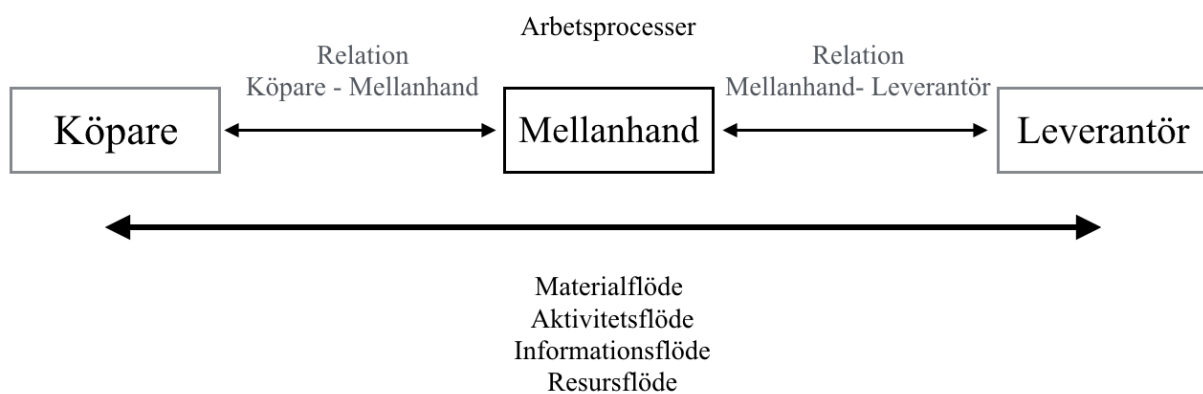 Arbetsprocesser
Relation
Köpare - Mellanhand
Relation
Mellanhand- Leverantör
Köpare
Mellanhand
Leverantör
Materialflöde
Aktivitetsflöde
Informationsflöde
Resursflöde